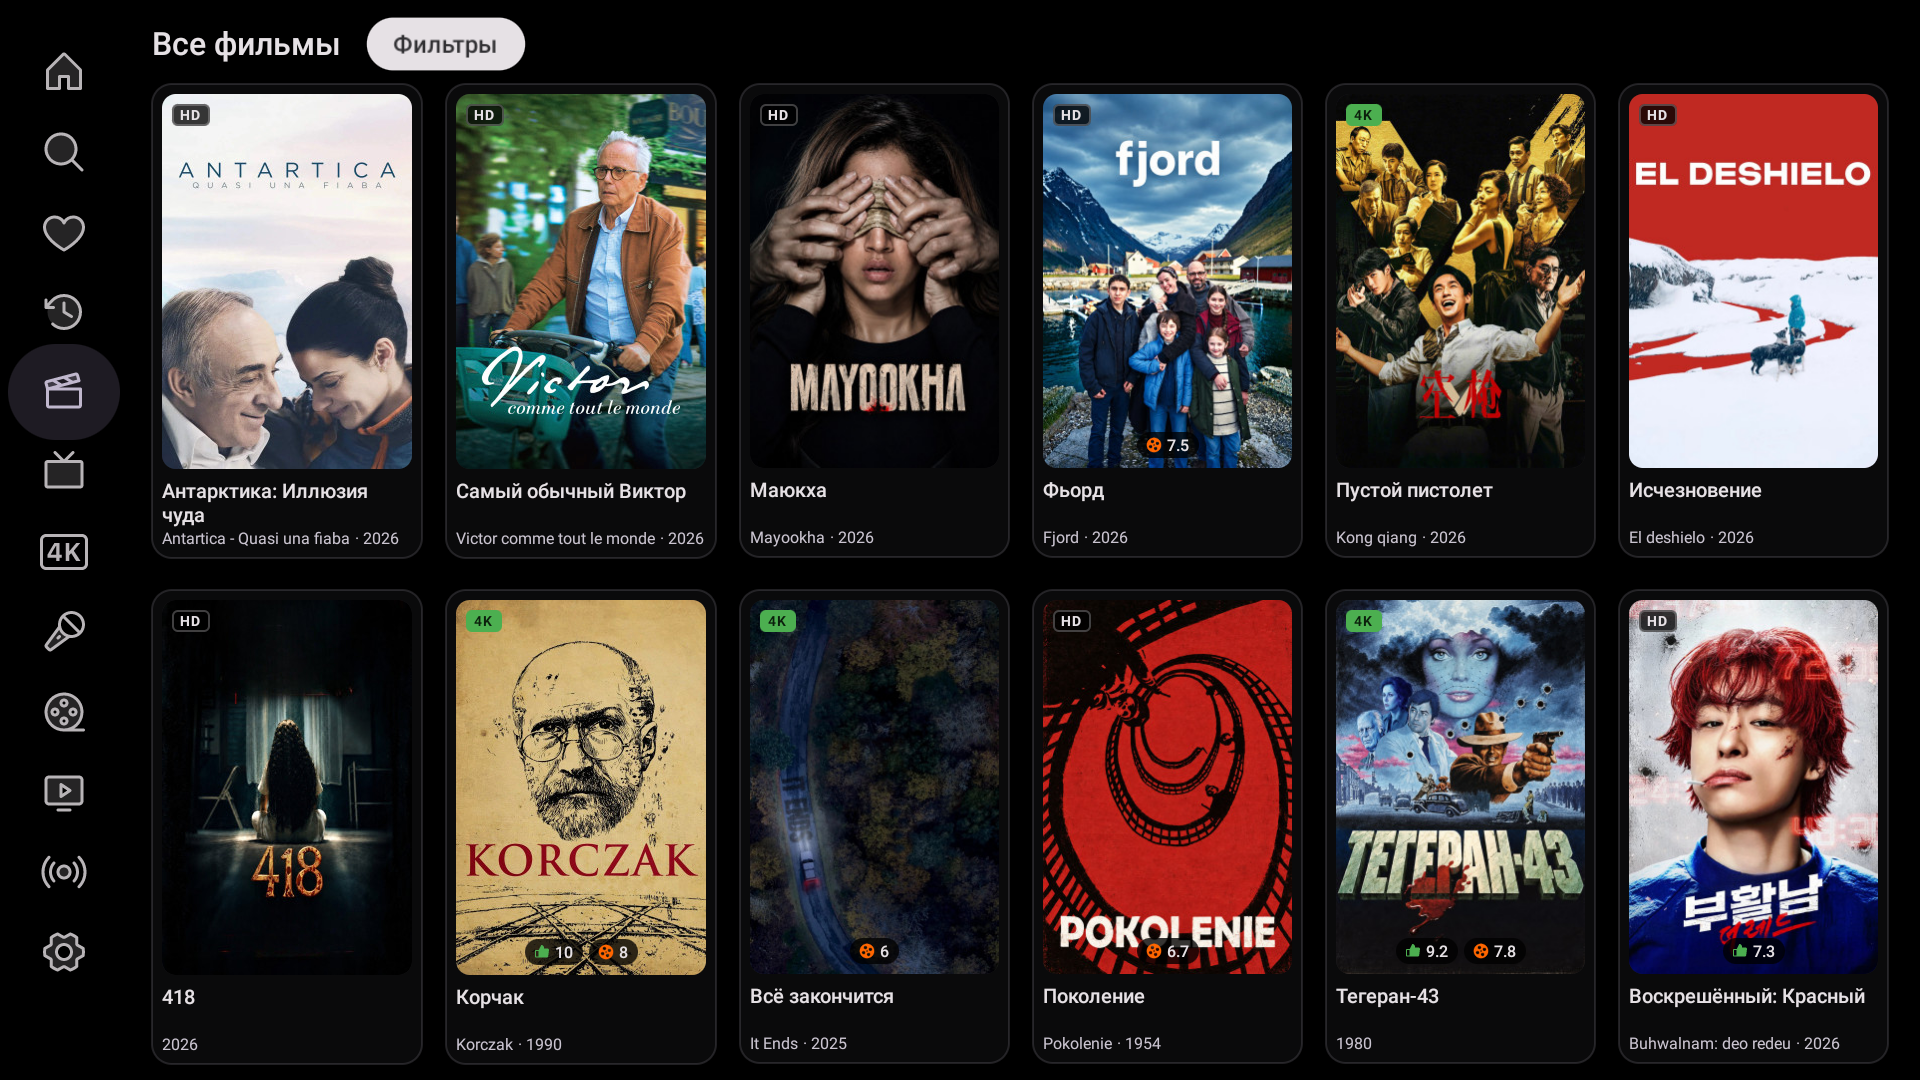 Все фильмы
Фильтры
HD
ANTARTICA
QUASI UNA FIABA
Антарктика: Иллюзия
чуда
Antartica - Quasi una fiaba · 2026
HD
Victor
comme tout le monde
Самый обычный Виктор
Victor comme tout le monde · 2026
HD
MAYOOKHA
Маюкха
Mayookha · 2026
HD
fjord
7.5
Фьорд
Fjord · 2026
4K
空枪
Пустой пистолет
Kong qiang · 2026
HD
EL DESHIELO
Исчезновение
El deshielo · 2026
4K
HD
418
418
2026
4K
KORCZAK
10
8
Корчак
Korczak · 1990
4K
6
Всё закончится
It Ends · 2025
HD
POKOLENIE
6.7
Поколение
Pokolenie · 1954
4K
ТЕГЕРАН-43
9.2
7.8
Тегеран-43
1980
HD
부활남
더 레드
7.3
Воскрешённый: Красный
Buhwalnam: deo redeu · 2026